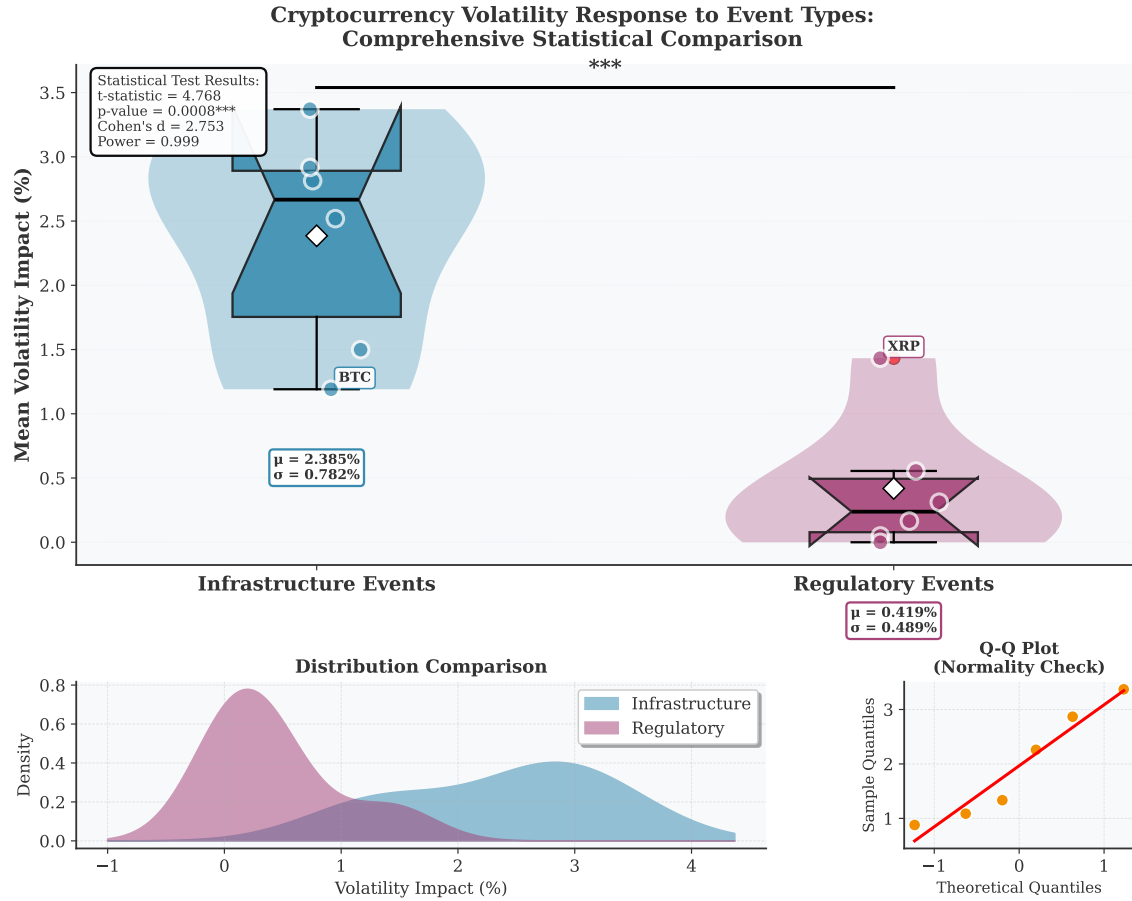 Cryptocurrency Volatility Response to Event Types:
Comprehensive Statistical Comparison
***
Statistical Test Results:
t-statistic = 4.768
p-value = 0.0008***
Cohen's d = 2.753
Power = 0.999
Mean Volatility Impact (%)
3.5
3.0
2.5
2.0
1.5
1.0
0.5
0.0
BTC
XRP
μ = 2.385%
σ = 0.782%
Infrastructure Events
Regulatory Events
μ = 0.419%
σ = 0.489%
Distribution Comparison
Density
0.8
0.6
0.4
0.2
0.0
Infrastructure
Regulatory
−1
0
1
2
3
4
Volatility Impact (%)
Q-Q Plot
(Normality Check)
Sample Quantiles
3
2
1
−1
0
1
Theoretical Quantiles